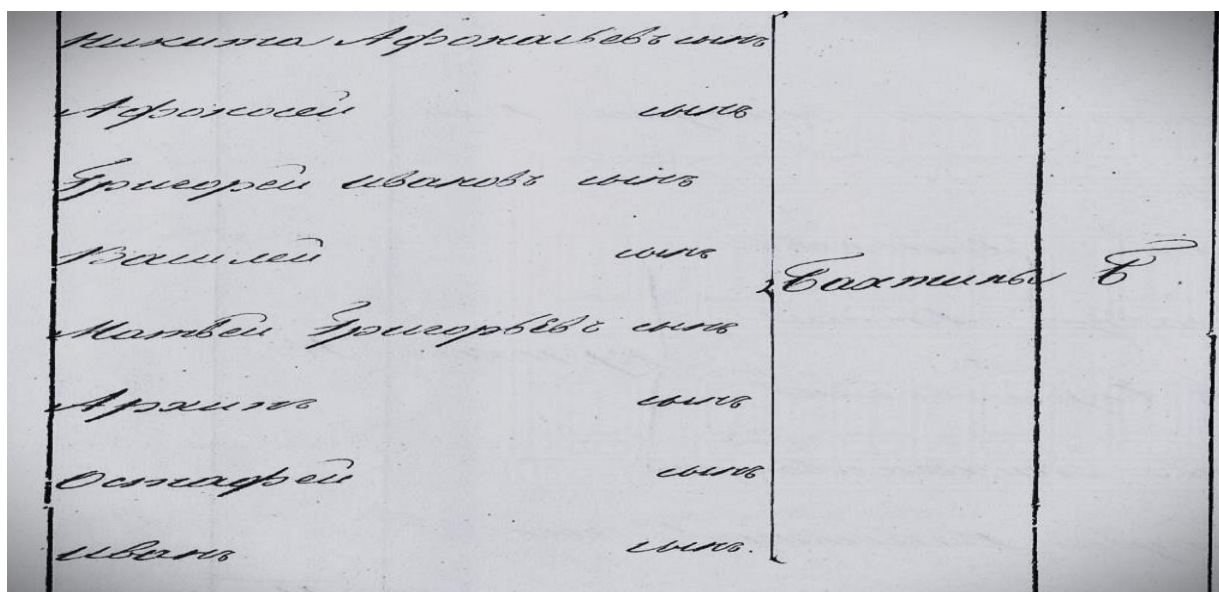 Никита Афонасьевъ сынъ
Афоносей сынъ
Григорей ивановъ сынъ
Василей сынъ
Матвей Григорьевъ сынъ
Архипъ сынъ
Остафей сынъ
иванъ сынъ.
Бахтины Б